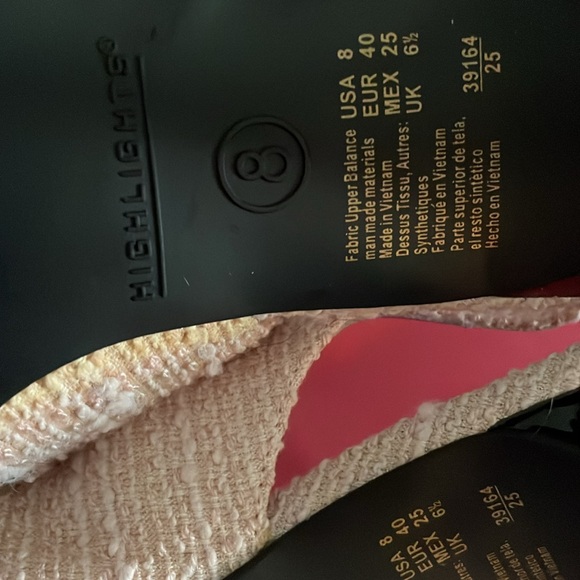 HIGHLIGHTS®
8
USA 8
EUR 40
MEX 25
UK 6½
39164
25
Fabric Upper Balance
man made materials
Made in Vietnam
Dessus Tissu, Autres:
Synthetiques
Fabriqué en Vietnam
Parte superior de tela,
el resto sintético
Hecho en Vietnam
USA 8
EUR 40
MEX 25
UK 6½
39164
25